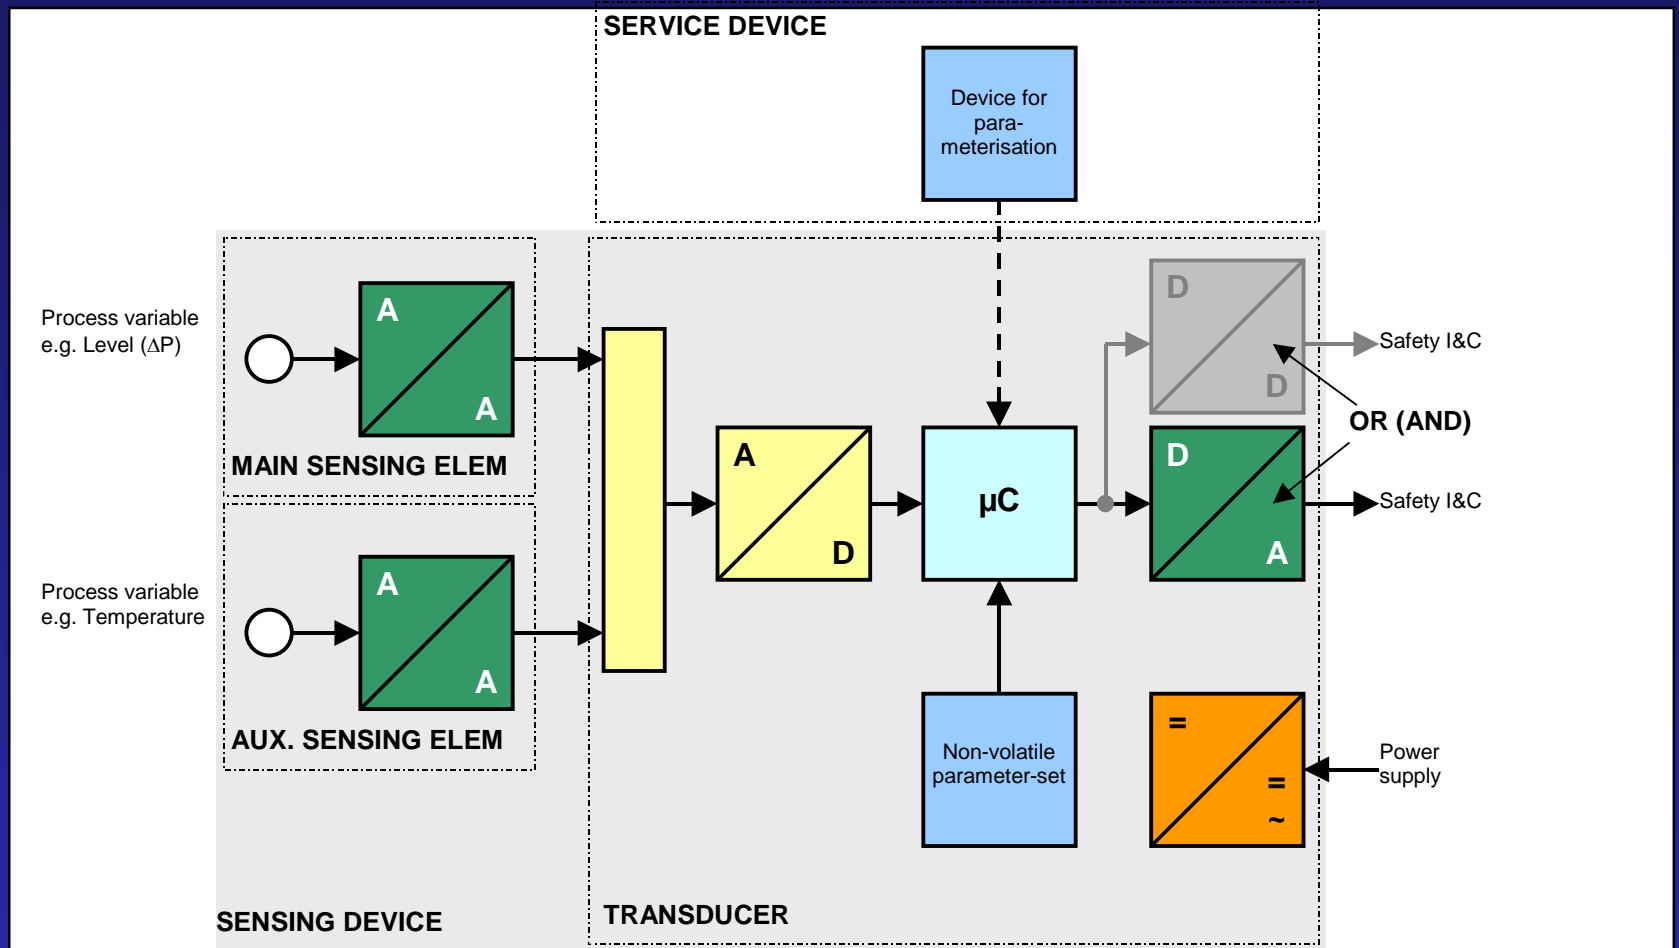 SERVICE DEVICE
Device for
para-
meterisation
Process variable
e.g. Level (ΔP)
A
A
MAIN SENSING ELEM
Process variable
e.g. Temperature
A
A
AUX. SENSING ELEM
A
D
µC
D
D
Safety I&C
OR (AND)
D
A
Safety I&C
Non-volatile
parameter-set
=
=
~
Power
supply
SENSING DEVICE
TRANSDUCER